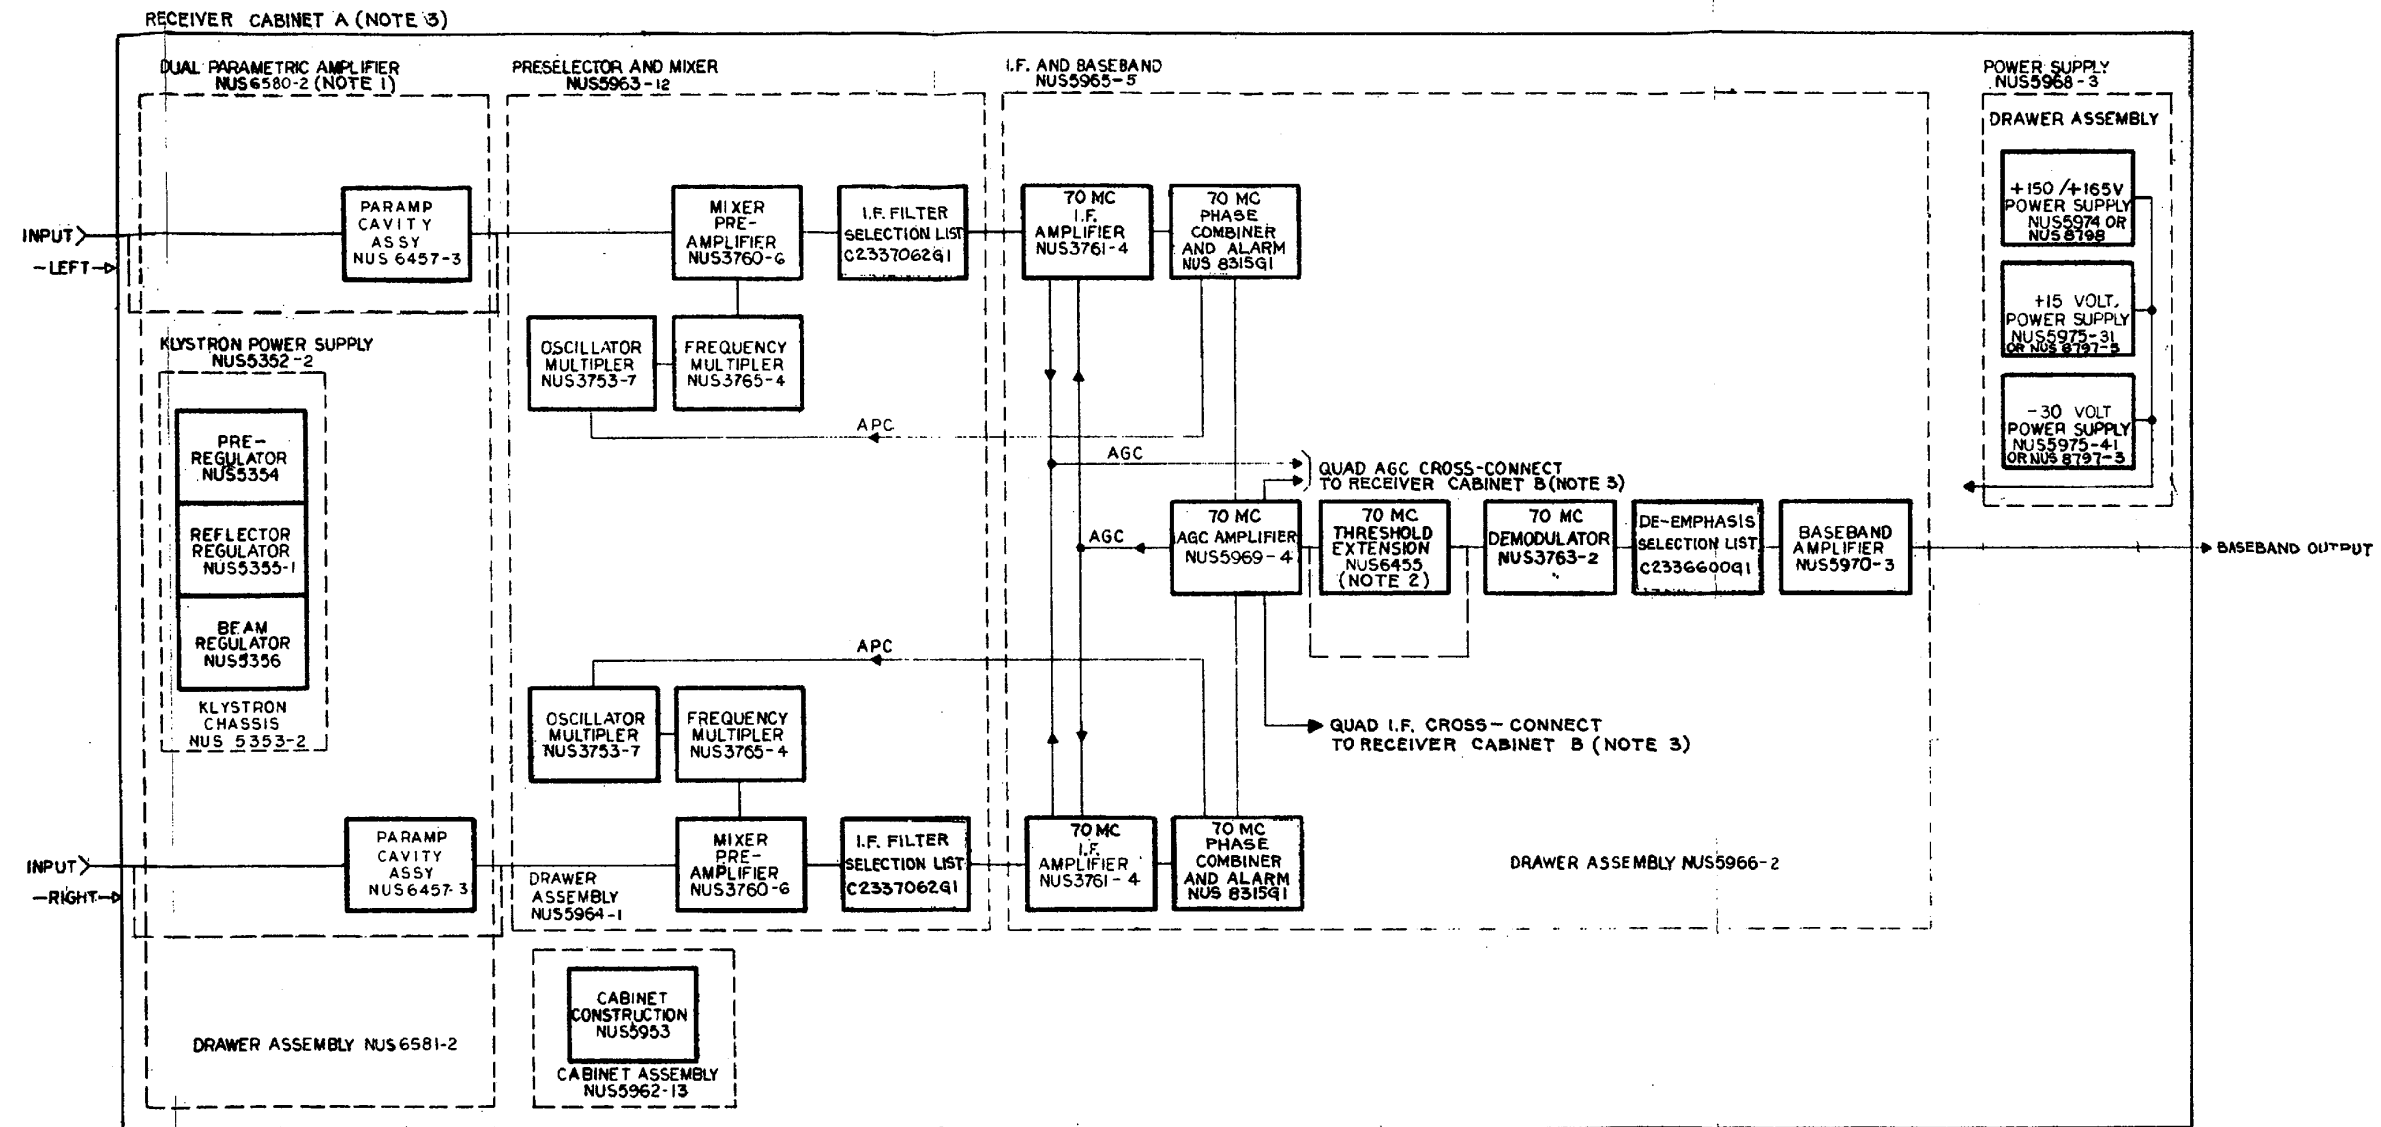 RECEIVER CABINET A (NOTE 3)
DUAL PARAMETRIC AMPLIFIER
NUS6580-2 (NOTE 1)
PRESELECTOR AND MIXER
NUS5963-12
I.F. AND BASEBAND
NUS5965-5
POWER SUPPLY
NUS5968-3
DRAWER ASSEMBLY
INPUT
-LEFT-
PARAMP
CAVITY
ASSY
NUS 6457-3
MIXER
PRE-
AMPLIFIER
NUS3760-6
I.F. FILTER
SELECTION LIST
C2337062G1
70 MC
I.F.
AMPLIFIER
NUS3761-4
70 MC
PHASE
COMBINER
AND ALARM
NUS 8315G1
+150/+165V
POWER SUPPLY
NUS5974 OR
NUS8798
+15 VOLT.
POWER SUPPLY
NUS5975-31
OR NUS 8797-5
-30 VOLT
POWER SUPPLY
NUS5975-41
OR NUS 8797-3
KLYSTRON POWER SUPPLY
NUS5352-2
PRE-
REGULATOR
NUS5354
REFLECTOR
REGULATOR
NUS5355-1
BEAM
REGULATOR
NUS5356
KLYSTRON
CHASSIS
NUS 5353-2
OSCILLATOR
MULTIPLER
NUS3753-7
FREQUENCY
MULTIPLER
NUS3765-4
APC
AGC
QUAD AGC CROSS-CONNECT
TO RECEIVER CABINET B (NOTE 3)
AGC
70 MC
AGC AMPLIFIER
NUS5969-4
70 MC
THRESHOLD
EXTENSION
NUS6455
(NOTE 2)
70 MC
DEMODULATOR
NUS3763-2
DE-EMPHASIS
SELECTION LIST
C2336600G1
BASEBAND
AMPLIFIER
NUS5970-3
BASEBAND OUTPUT
APC
QUAD I.F. CROSS-CONNECT
TO RECEIVER CABINET B (NOTE 3)
OSCILLATOR
MULTIPLER
NUS3753-7
FREQUENCY
MULTIPLER
NUS3765-4
INPUT
-RIGHT-
PARAMP
CAVITY
ASSY
NUS6457-3
DRAWER
ASSEMBLY
NUS5964-1
MIXER
PRE-
AMPLIFIER
NUS3760-6
I.F. FILTER
SELECTION LIST
C2337062G1
70 MC
I.F.
AMPLIFIER
NUS3761-4
70 MC
PHASE
COMBINER
AND ALARM
NUS 8315G1
DRAWER ASSEMBLY NUS5966-2
DRAWER ASSEMBLY NUS6581-2
CABINET
CONSTRUCTION
NUS5953
CABINET ASSEMBLY
NUS5962-13